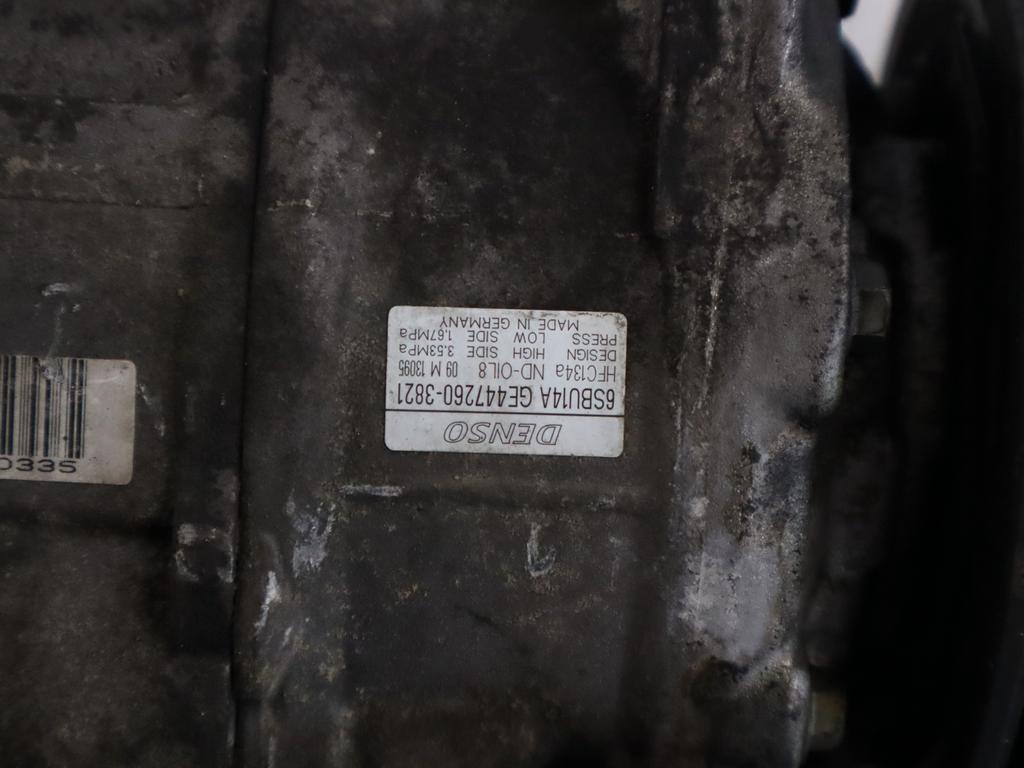 DENSO
6SBU14A GE447260-3821
HFC134a ND-OIL8 09 M 13095
DESIGN HIGH SIDE 3.53MPa
PRESS LOW SIDE 1.67MPa
MADE IN GERMANY
0335